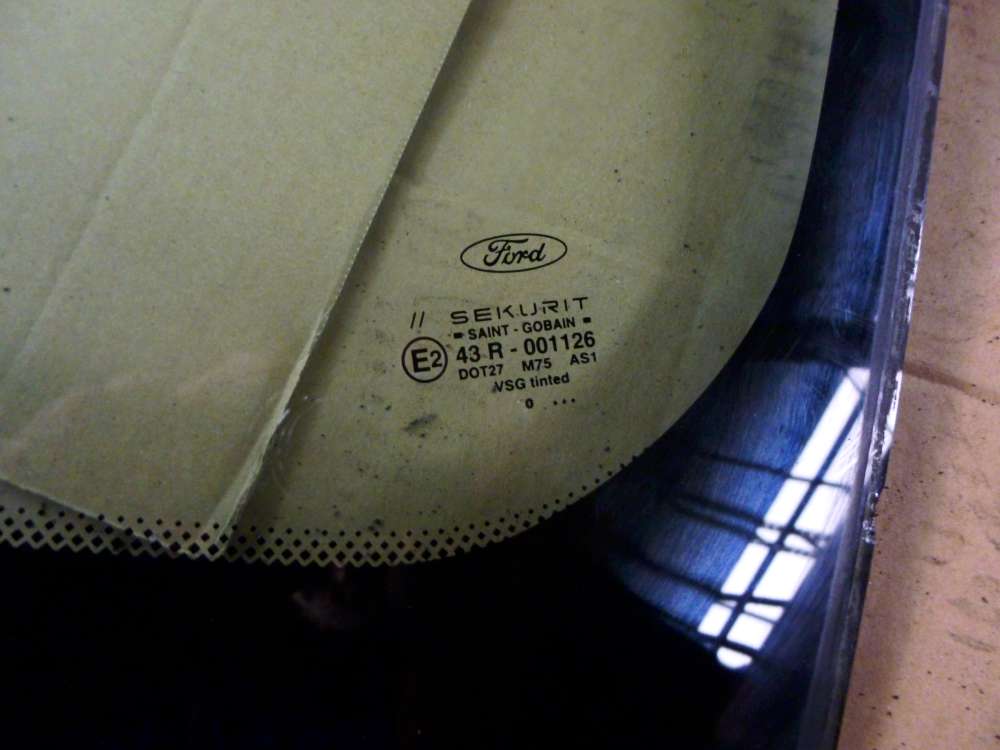 Ford
// SEKURIT
SAINT - GOBAIN
E2 43 R - 001126
DOT27 M75 AS1
VSG tinted
0 ...